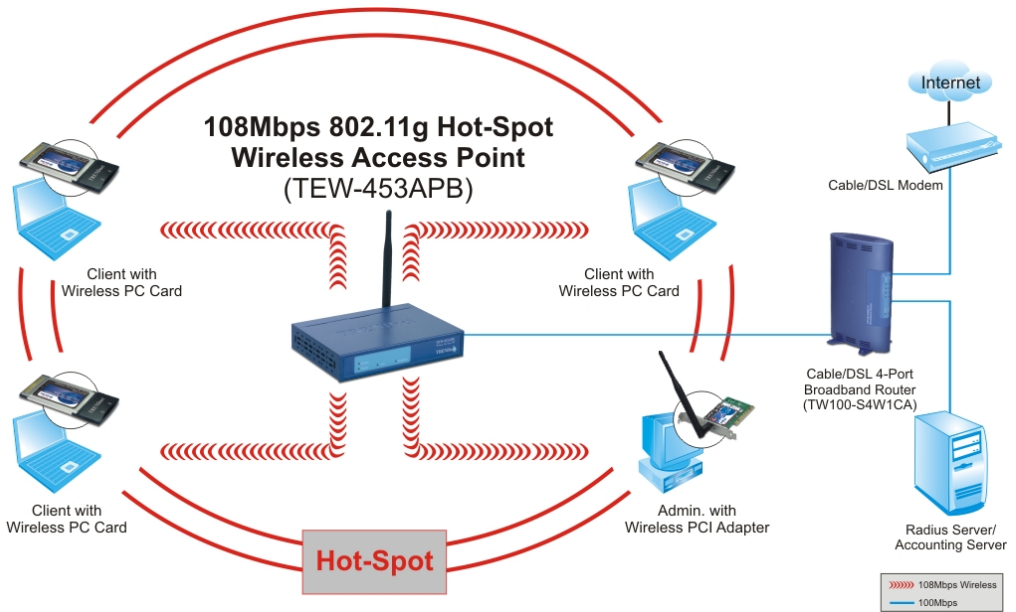 108Mbps 802.11g Hot-Spot
Wireless Access Point
(TEW-453APB)
Internet
Cable/DSL Modem
Client with
Wireless PC Card
Client with
Wireless PC Card
Cable/DSL 4-Port
Broadband Router
(TW100-S4W1CA)
Client with
Wireless PC Card
Admin. with
Wireless PCI Adapter
Radius Server/
Accounting Server
Hot-Spot
108Mbps Wireless
100Mbps